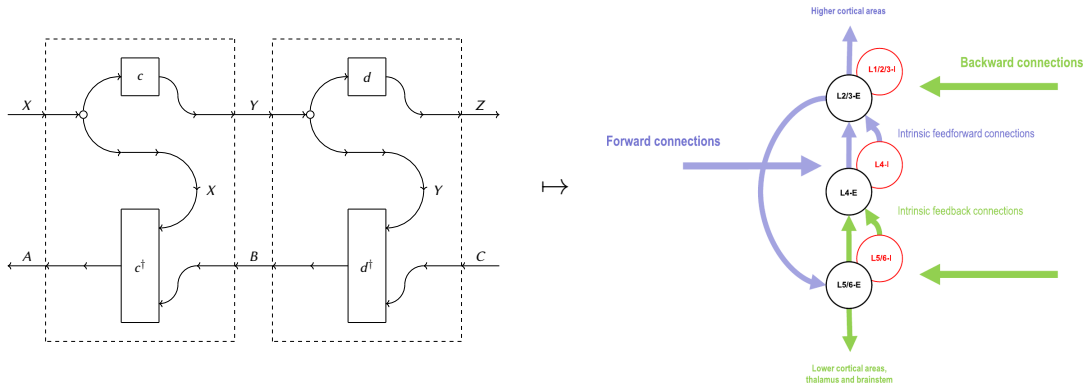 c
d
X
Y
Z
X
Y
A
c†
B
d†
C
↦
Higher cortical areas
L1/2/3-I
Backward connections
L2/3-E
Intrinsic feedforward connections
Forward connections
L4-I
L4-E
Intrinsic feedback connections
L5/6-I
L5/6-E
Lower cortical areas,
thalamus and brainstem